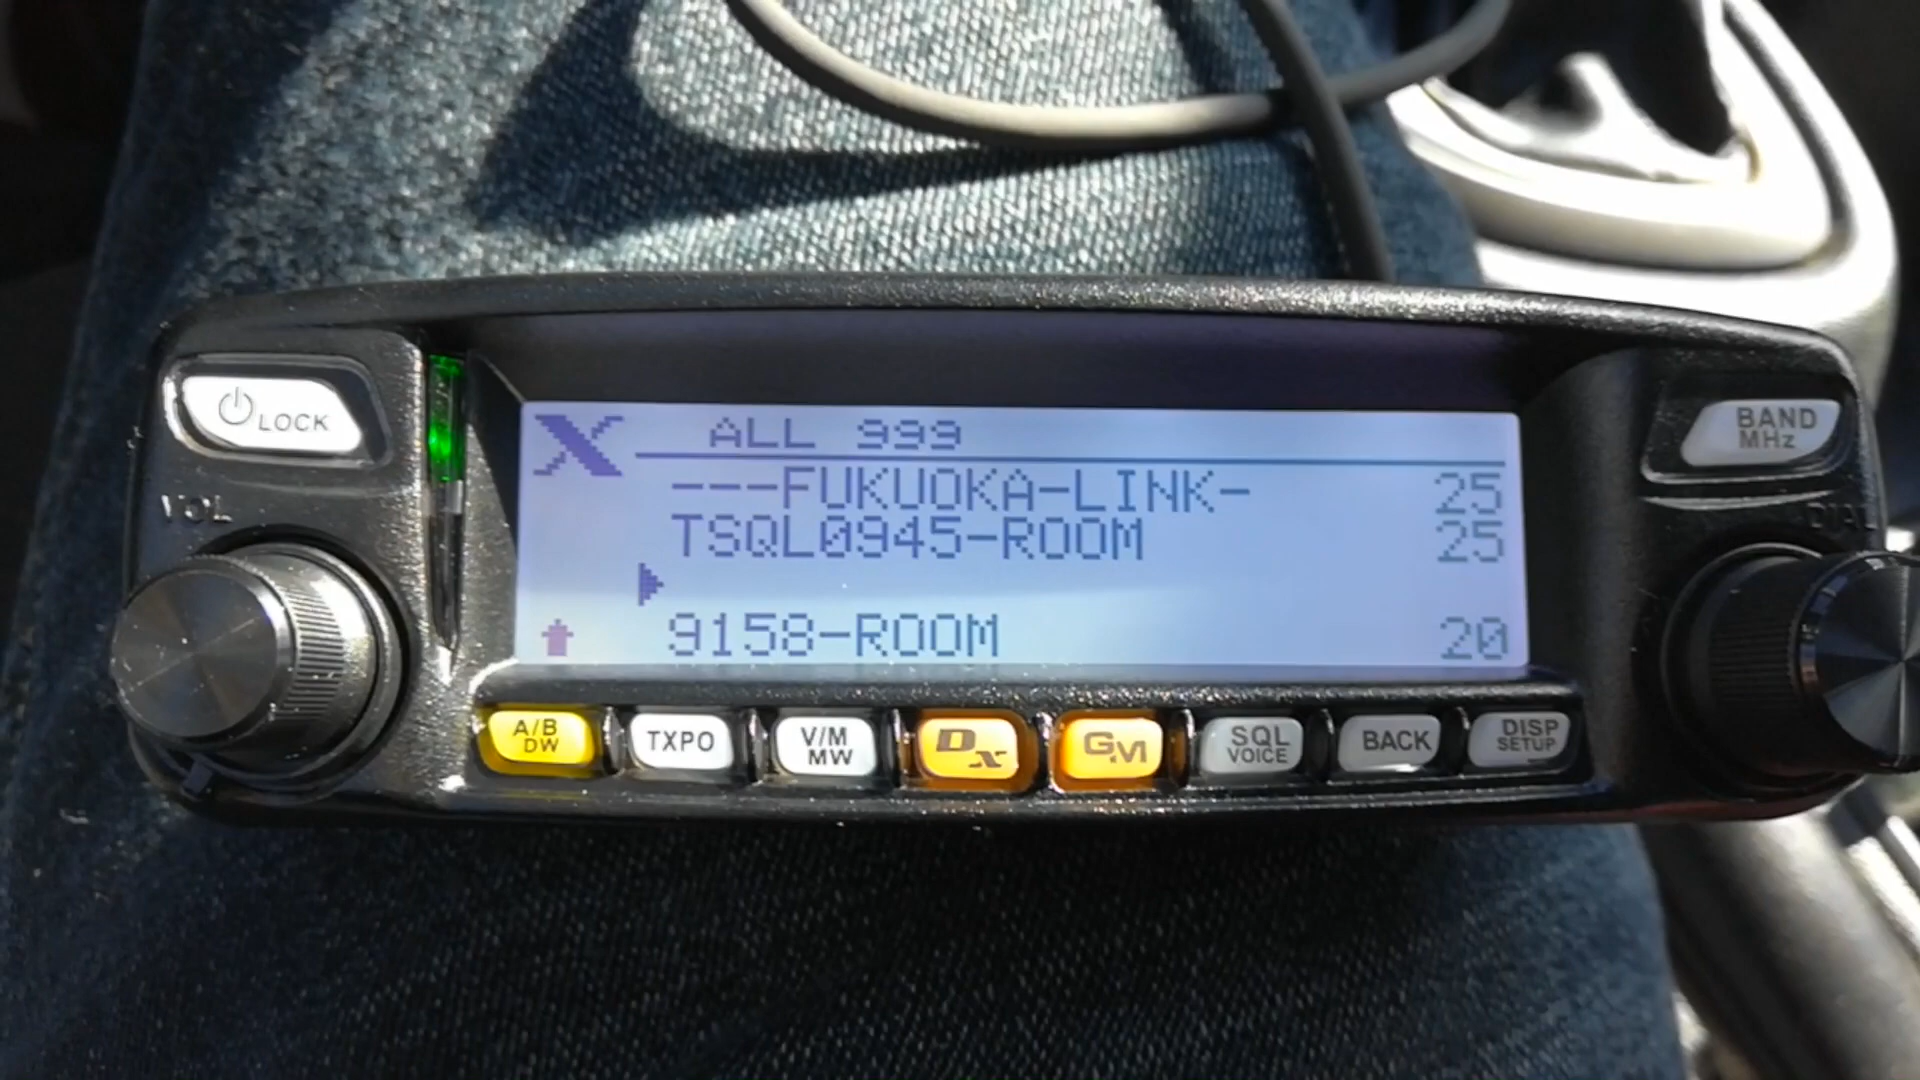 LOCK
VOL
X ALL 999
---FUKUOKA-LINK- 25
TSQL0945-ROOM 25
9158-ROOM 20
BAND
MHz
DIAL
A/B
DW
TXPO
V/M
MW
Dx
GM
SQL
VOICE
BACK
DISP
SETUP